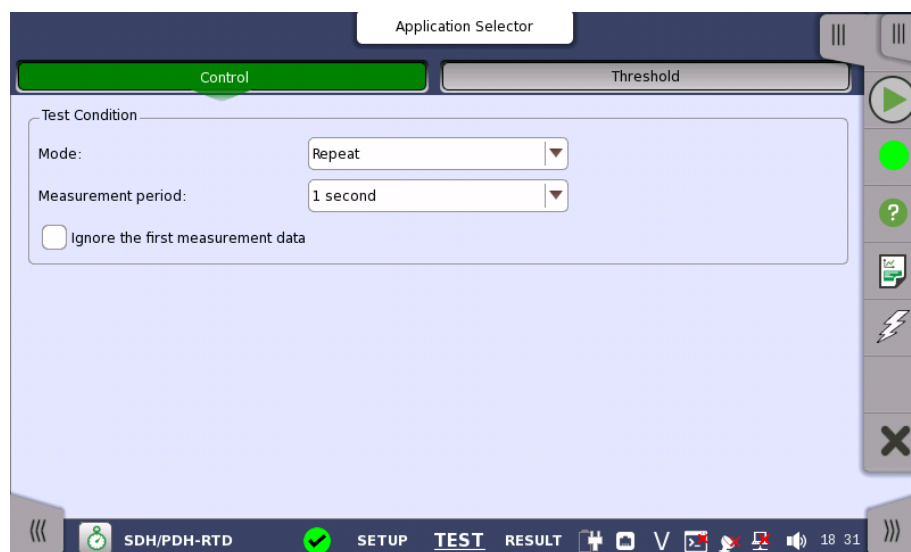 Application Selector
Control
Threshold
Test Condition
Mode:
Repeat
Measurement period:
1 second
Ignore the first measurement data
?
SDH/PDH-RTD
SETUP
TEST
RESULT
V
18 31